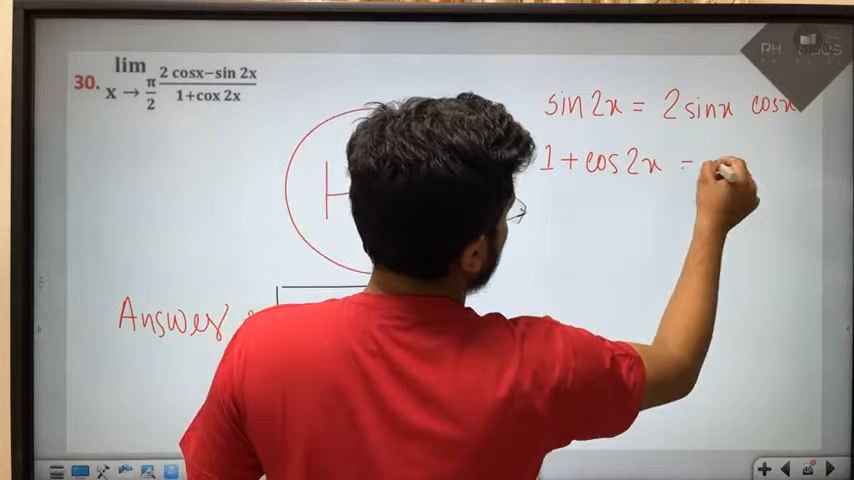 30. lim x → π/2 2 cosx−sin 2x / 1+cox 2x
sin 2x = 2 sinx cosx
1 + cos 2x =
H
Answer